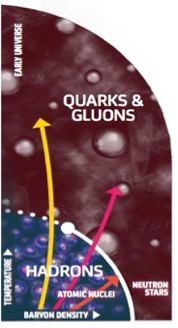 EARLY UNIVERSE
QUARKS &
GLUONS
TEMPERATURE ▶
HADRONS
ATOMIC NUCLEI
NEUTRON
STARS
BARYON DENSITY ▶